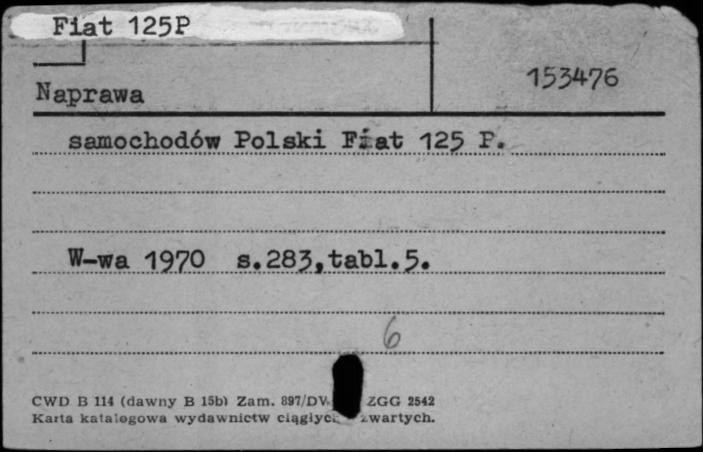 Fiat 125P
153476
Naprawa
samochodów Polski Fiat 125 P.
W-wa 1970 s.283,tabl.5.
6
CWD B 114 (dawny B 15b) Zam. 897/DW ZGG 2542
Karta katalogowa wydawnictw ciągłych zwartych.